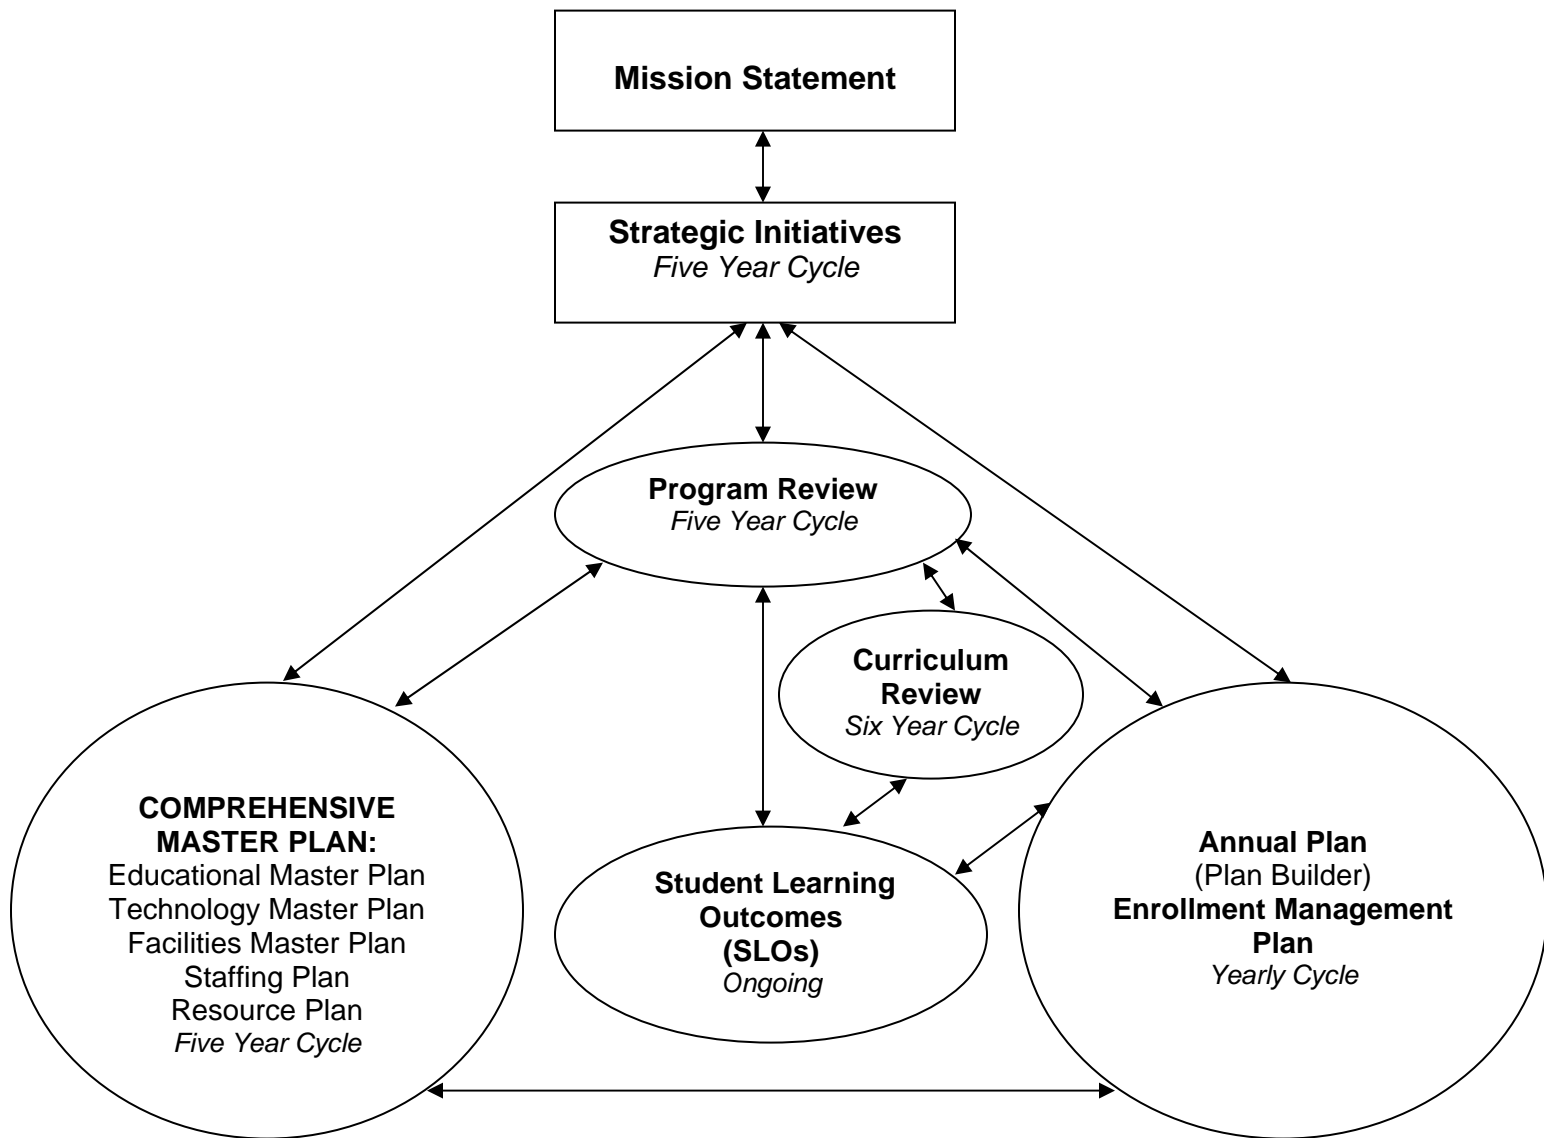 Mission Statement
Strategic Initiatives
Five Year Cycle
Program Review
Five Year Cycle
Curriculum
Review
Six Year Cycle
COMPREHENSIVE
MASTER PLAN:
Educational Master Plan
Technology Master Plan
Facilities Master Plan
Staffing Plan
Resource Plan
Five Year Cycle
Student Learning
Outcomes
(SLOs)
Ongoing
Annual Plan
(Plan Builder)
Enrollment Management
Plan
Yearly Cycle